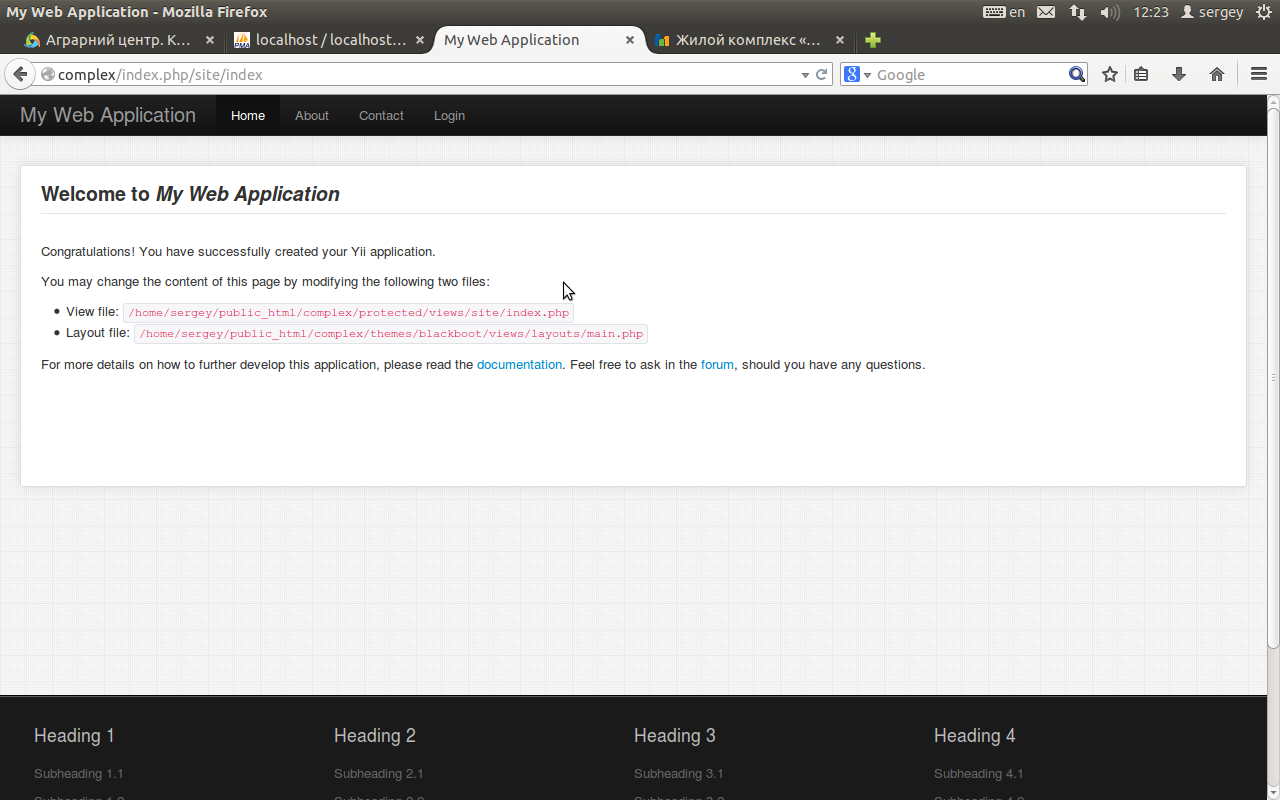 My Web Application - Mozilla Firefox en 12:23 sergey
Аграрний центр. К... localhost / localhost... My Web Application Жилой комплекс «...
complex/index.php/site/index Google
My Web Application Home About Contact Login
Welcome to My Web Application
Congratulations! You have successfully created your Yii application.
You may change the content of this page by modifying the following two files:
• View file: /home/sergey/public_html/complex/protected/views/site/index.php
• Layout file: /home/sergey/public_html/complex/themes/blackboot/views/layouts/main.php
For more details on how to further develop this application, please read the documentation. Feel free to ask in the forum, should you have any questions.
Heading 1 Heading 2 Heading 3 Heading 4
Subheading 1.1 Subheading 2.1 Subheading 3.1 Subheading 4.1